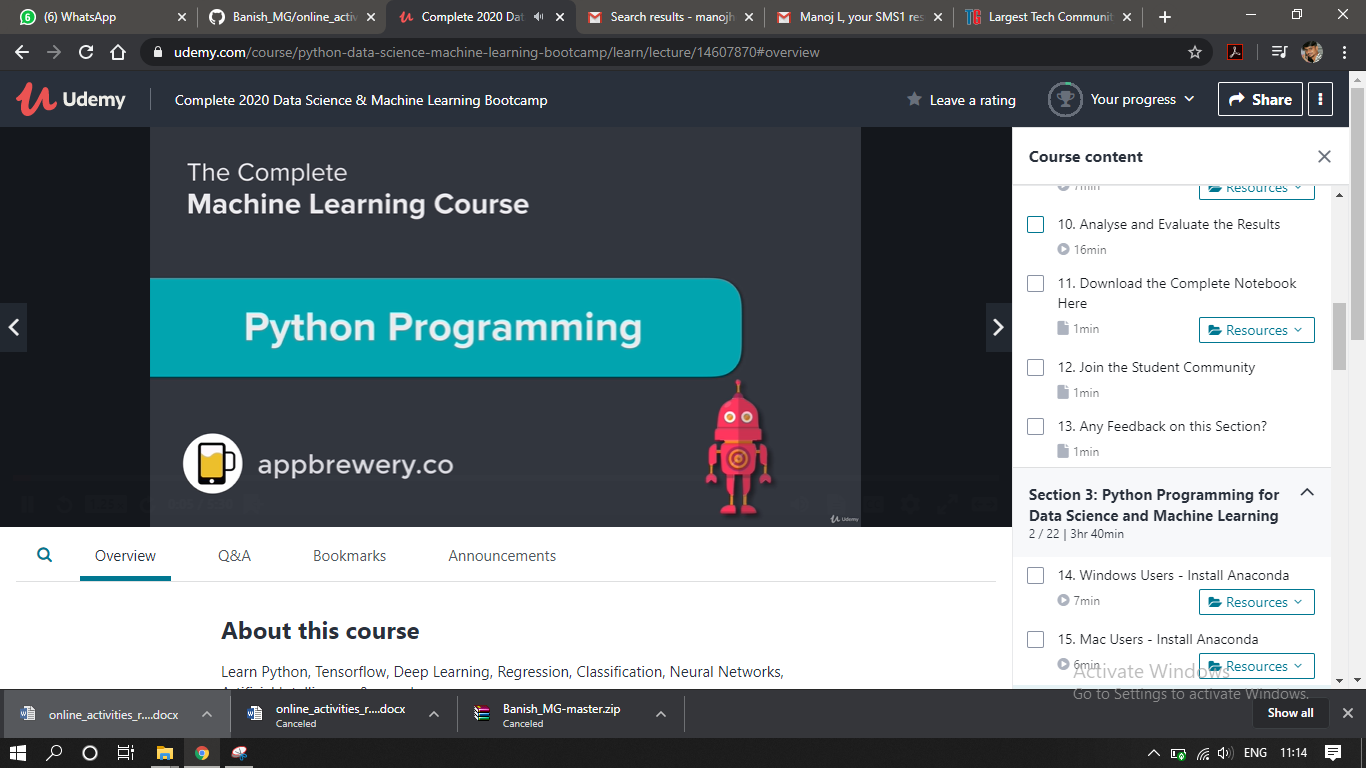 (6) WhatsApp
Banish_MG/online_activ
Complete 2020 Dat
Search results - manojh
Manoj L, your SMS1 res
Largest Tech Communit
udemy.com/course/python-data-science-machine-learning-bootcamp/learn/lecture/14607870#overview
Udemy
Complete 2020 Data Science & Machine Learning Bootcamp
Leave a rating
Your progress
Share
The Complete
Machine Learning Course
Python Programming
appbrewery.co
Udemy
Course content
7min
Resources
10. Analyse and Evaluate the Results
16min
11. Download the Complete Notebook
Here
1min
Resources
12. Join the Student Community
1min
13. Any Feedback on this Section?
1min
Section 3: Python Programming for
Data Science and Machine Learning
2 / 22 | 3hr 40min
14. Windows Users - Install Anaconda
7min
Resources
15. Mac Users - Install Anaconda
6min
Resources
Overview
Q&A
Bookmarks
Announcements
About this course
Learn Python, Tensorflow, Deep Learning, Regression, Classification, Neural Networks,
Activate Windows
Go to Settings to activate Windows.
online_activities_r....docx
online_activities_r....docx
Canceled
Banish_MG-master.zip
Canceled
Show all
ENG
11:14